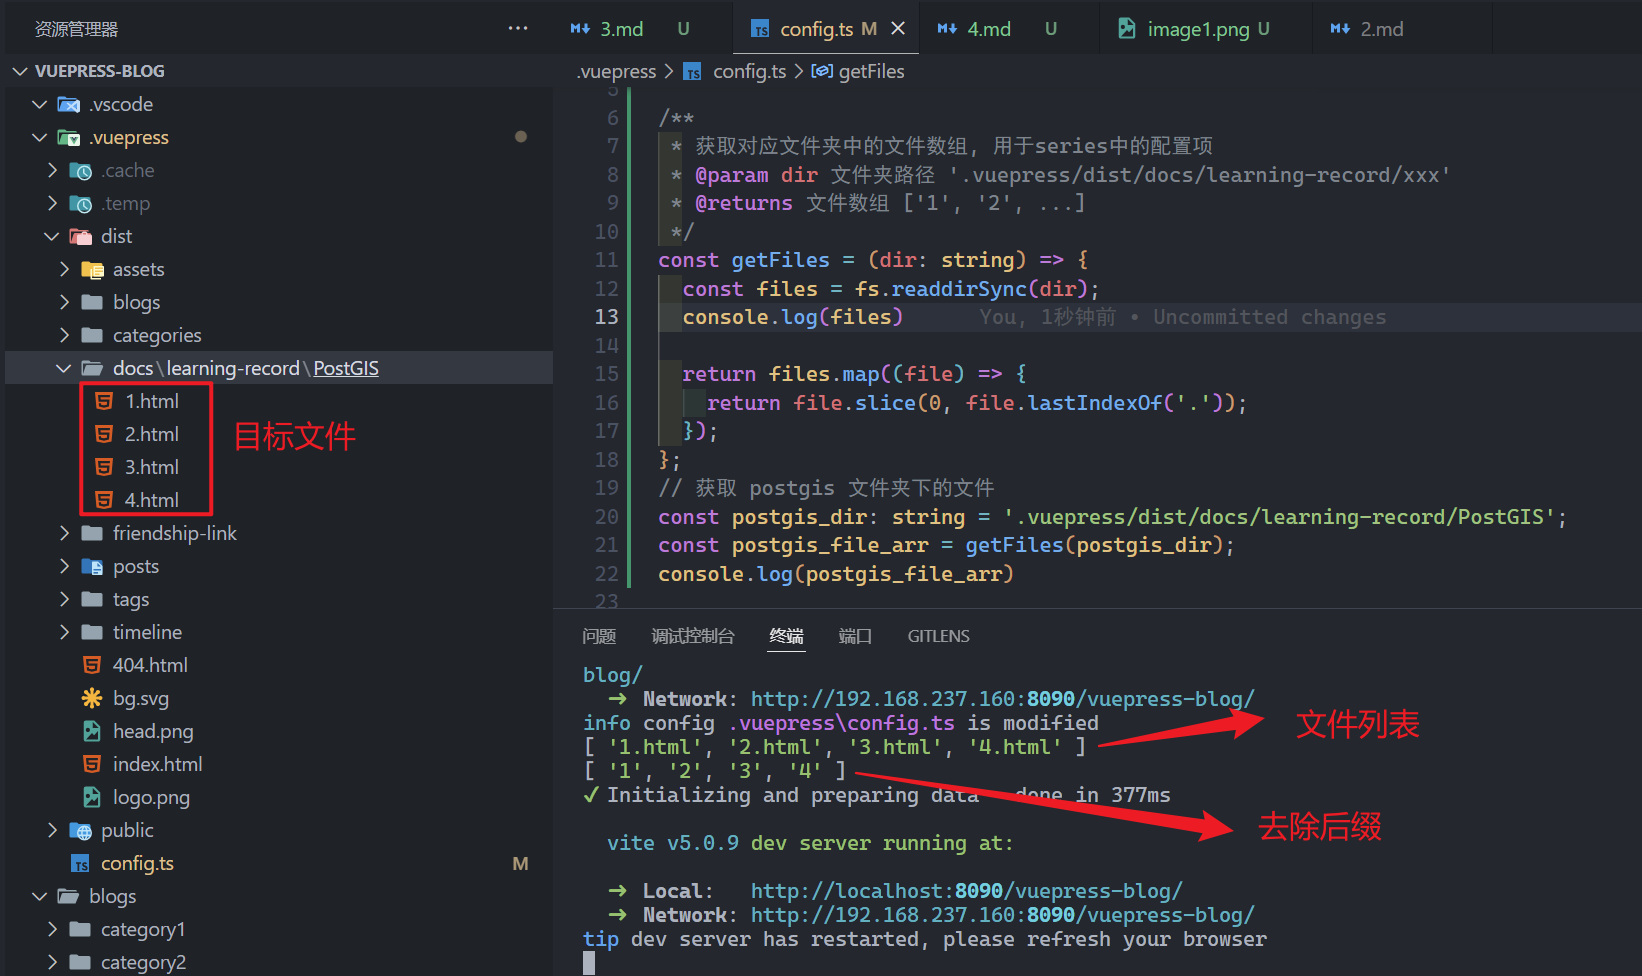 资源管理器
···
VUEPRESS-BLOG
.vscode
.vuepress
.cache
.temp
dist
assets
blogs
categories
docs\learning-record\PostGIS
1.html
2.html
3.html
4.html
目标文件
friendship-link
posts
tags
timeline
404.html
bg.svg
head.png
index.html
logo.png
public
config.ts M
blogs
category1
category2
3.md U
config.ts M
4.md U
image1.png U
2.md
.vuepress > config.ts > getFiles
5
6 /**
7 * 获取对应文件夹中的文件数组, 用于series中的配置项
8 * @param dir 文件夹路径 '.vuepress/dist/docs/learning-record/xxx'
9 * @returns 文件数组 ['1', '2', ...]
10 */
11 const getFiles = (dir: string) => {
12 const files = fs.readdirSync(dir);
13 console.log(files) You, 1秒钟前 • Uncommitted changes
14
15 return files.map((file) => {
16 return file.slice(0, file.lastIndexOf('.'));
17 });
18 };
19 // 获取 postgis 文件夹下的文件
20 const postgis_dir: string = '.vuepress/dist/docs/learning-record/PostGIS';
21 const postgis_file_arr = getFiles(postgis_dir);
22 console.log(postgis_file_arr)
23
问题 调试控制台 终端 端口 GITLENS
blog/
➜ Network: http://192.168.237.160:8090/vuepress-blog/
info config .vuepress\config.ts is modified
[ '1.html', '2.html', '3.html', '4.html' ]
文件列表
[ '1', '2', '3', '4' ]
去除后缀
✓ Initializing and preparing data - done in 377ms
vite v5.0.9 dev server running at:
➜ Local: http://localhost:8090/vuepress-blog/
➜ Network: http://192.168.237.160:8090/vuepress-blog/
tip dev server has restarted, please refresh your browser